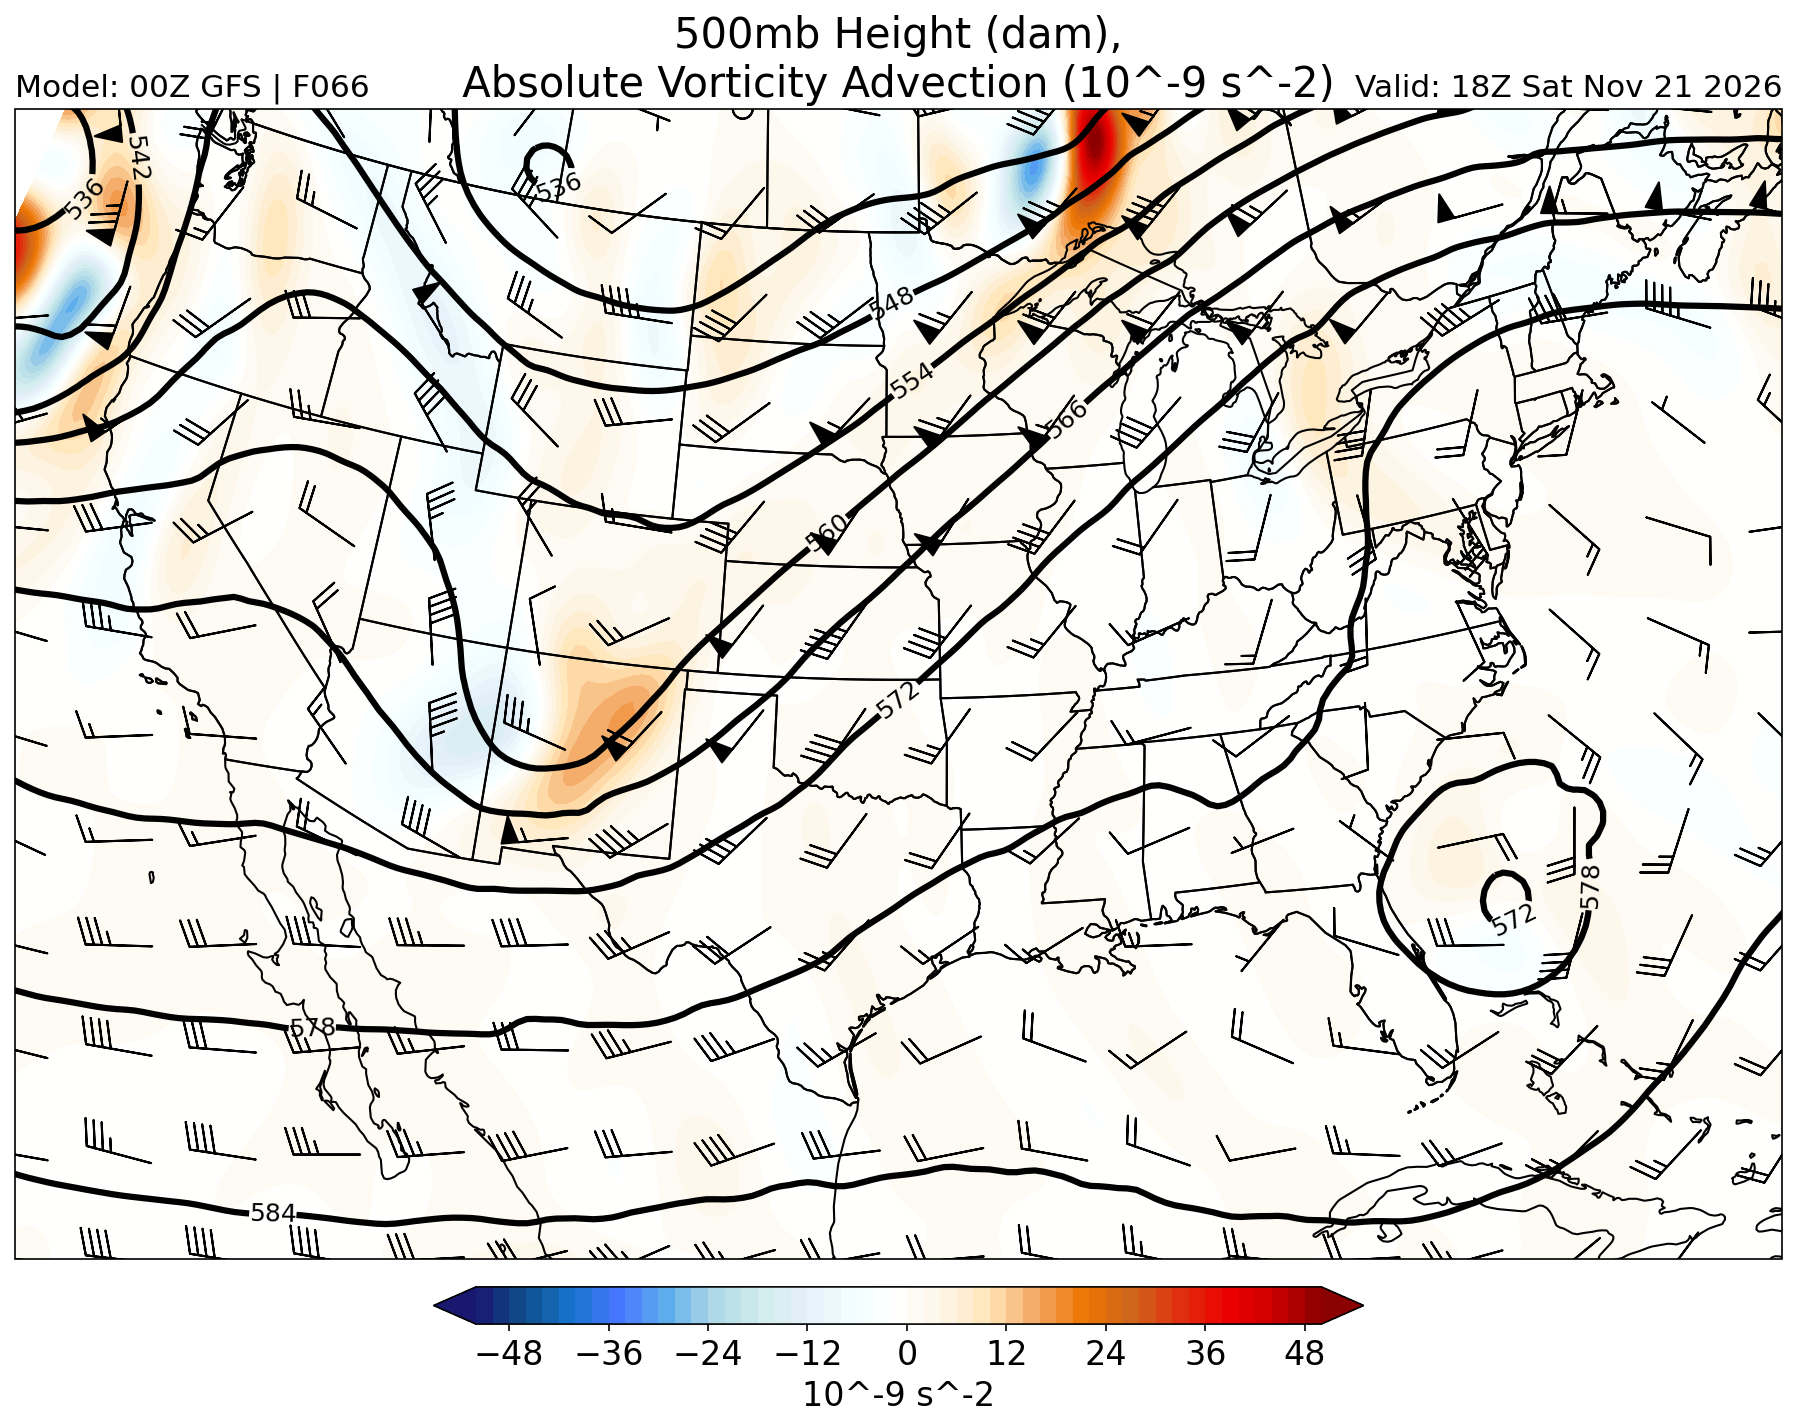 500mb Height (dam),
Model: 00Z GFS | F066
Absolute Vorticity Advection (10^-9 s^-2)
Valid: 18Z Sat Nov 21 2026
542
536
536
548
554
566
560
572
578
572
578
584
−48 −36 −24 −12 0 12 24 36 48
10^-9 s^-2